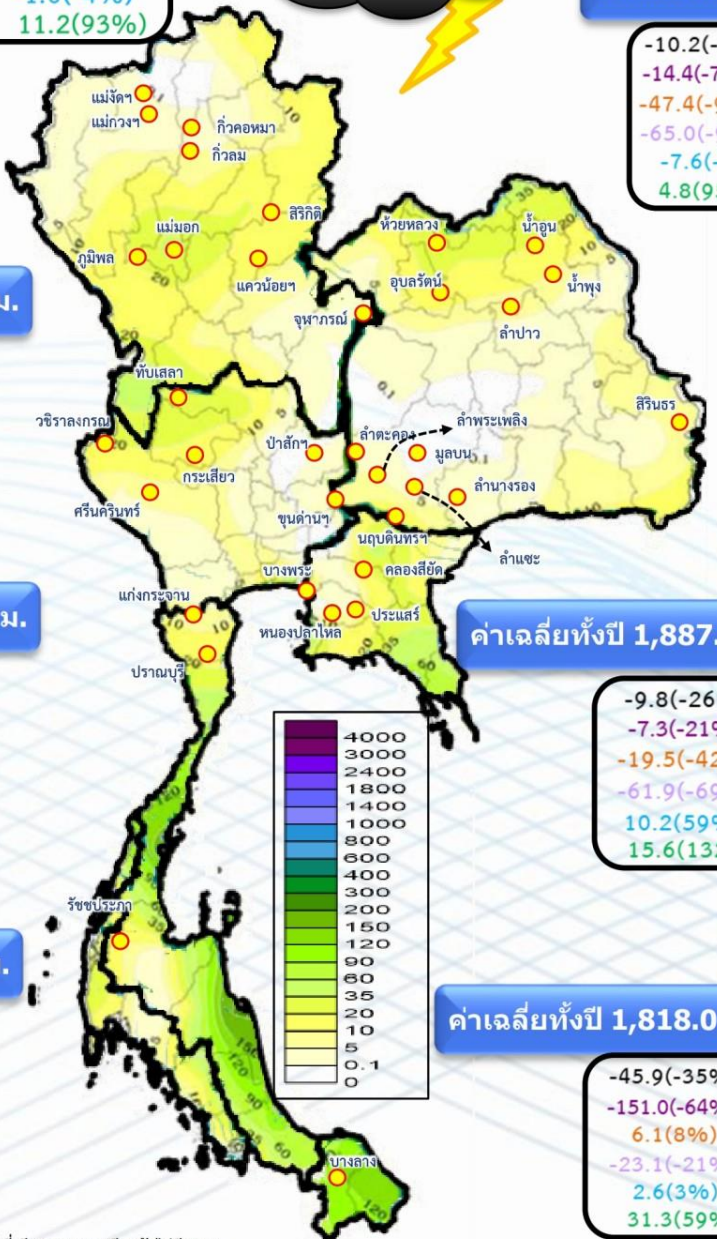 11.2(93%)
แม่งัดฯ
แม่กวงฯ
กิ่วคอหมา
กิ่วลม
สิริกิติ์
แม่มอก
ภูมิพล
แควน้อยฯ
ห้วยหลวง
น้ำอูน
อุบลรัตน์
น้ำพุง
จุฬาภรณ์
ลำปาว
ทับเสลา
วชิราลงกรณ
ป่าสักฯ
ลำตะคอง
ลำพระเพลิง
มูลบน
สิรินธร
กระเสียว
ศรีนครินทร์
ขุนด่านฯ
ลำนางรอง
นฤบดินทรฯ
ลำแซะ
บางพระ
คลองสียัด
แก่งกระจาน
หนองปลาไหล
ประแสร์
ปราณบุรี
ค่าเฉลี่ยทั้งปี 1,887.
-9.8(-26
-7.3(-21%
-19.5(-42
-61.9(-69
10.2(59%
15.6(132
4000
3000
2400
1800
1400
1000
800
600
400
300
200
150
120
90
60
35
20
10
5
0.1
0
รัชชประภา
ค่าเฉลี่ยทั้งปี 1,818.0
-45.9(-35%
-151.0(-64%
6.1(8%)
-23.1(-21%
2.6(3%)
31.3(59%
บางลาง
-10.2(-
-14.4(-7
-47.4(-9
-65.0(-
-7.6(-
4.8(9